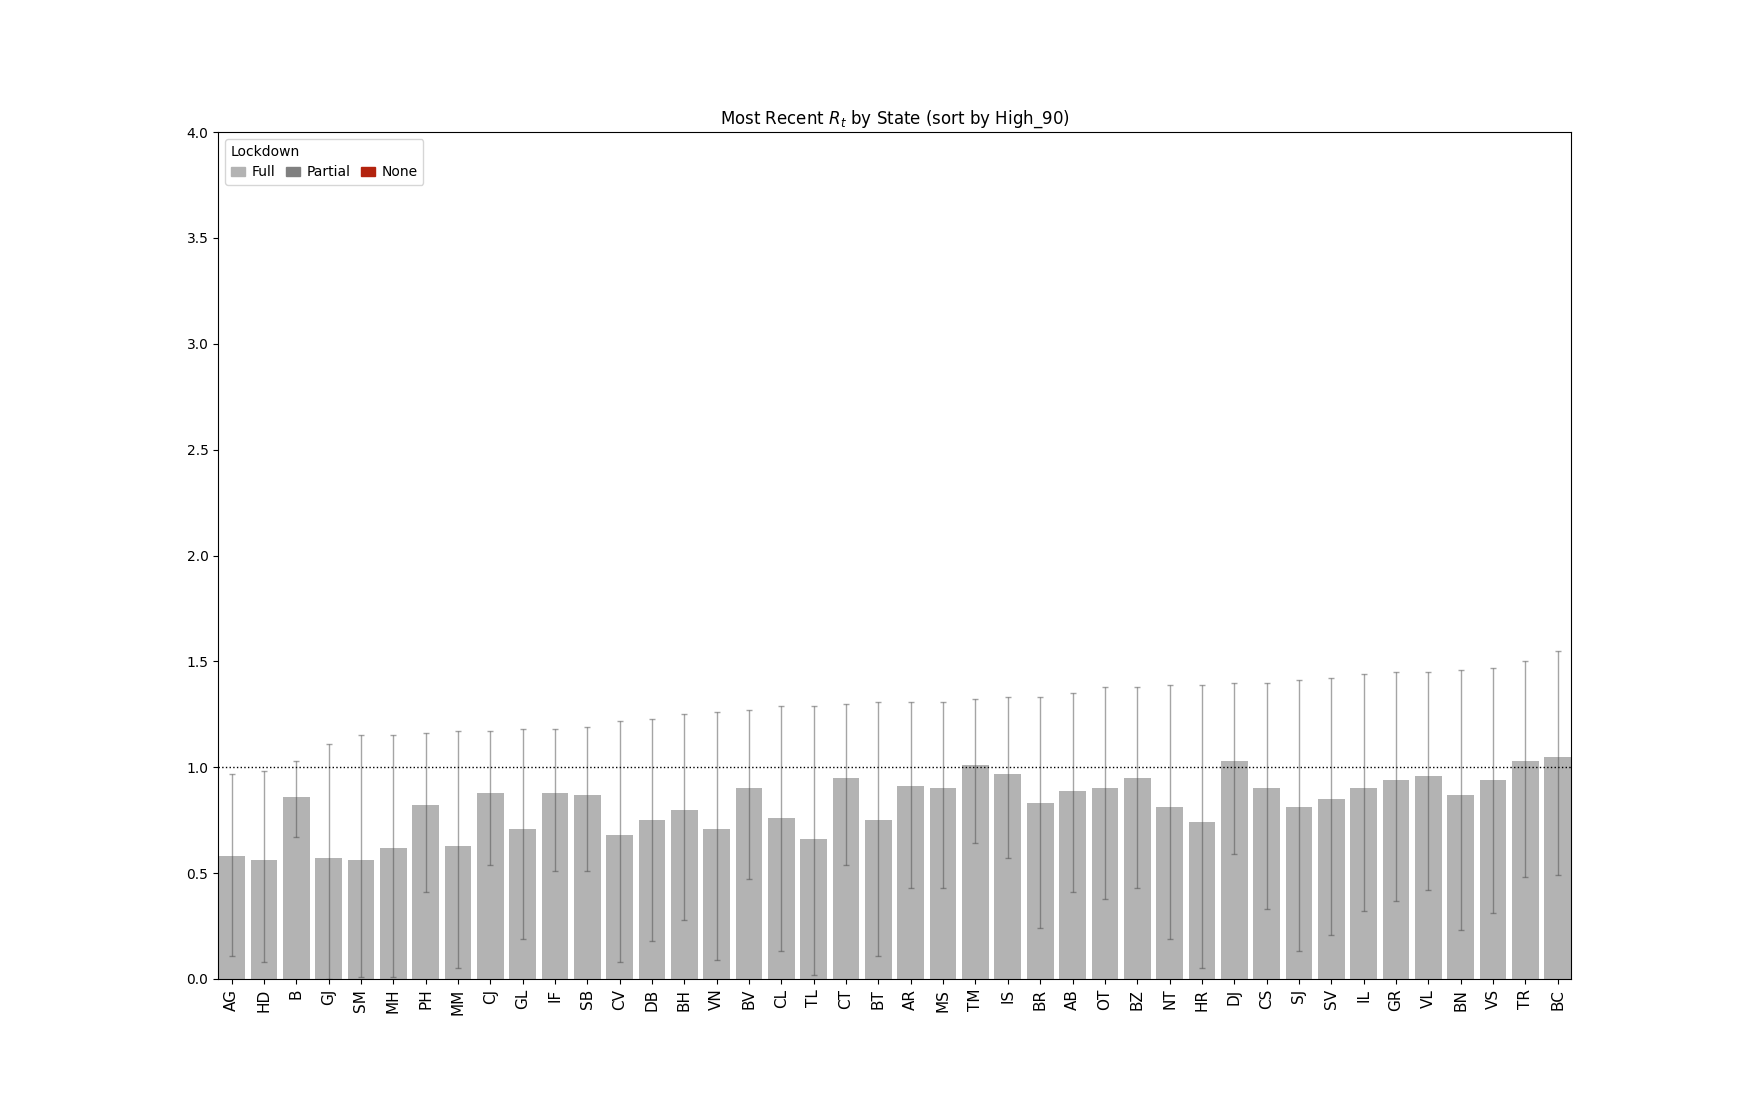 Most Recent R_t by State (sort by High_90)
4.0
Lockdown
Full Partial None
3.5
3.0
2.5
2.0
1.5
1.0
0.5
0.0
AG HD B GJ SM MH PH MM CJ GL IF SB CV DB BH VN BV CL TL CT BT AR MS TM IS BR AB OT BZ NT HR DJ CS SJ SV IL GR VL BN VS TR BC